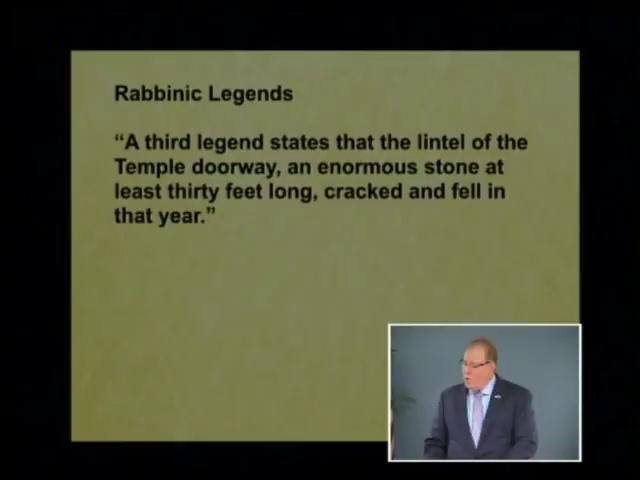 Rabbinic Legends
“A third legend states that the lintel of the
Temple doorway, an enormous stone at
least thirty feet long, cracked and fell in
that year.”